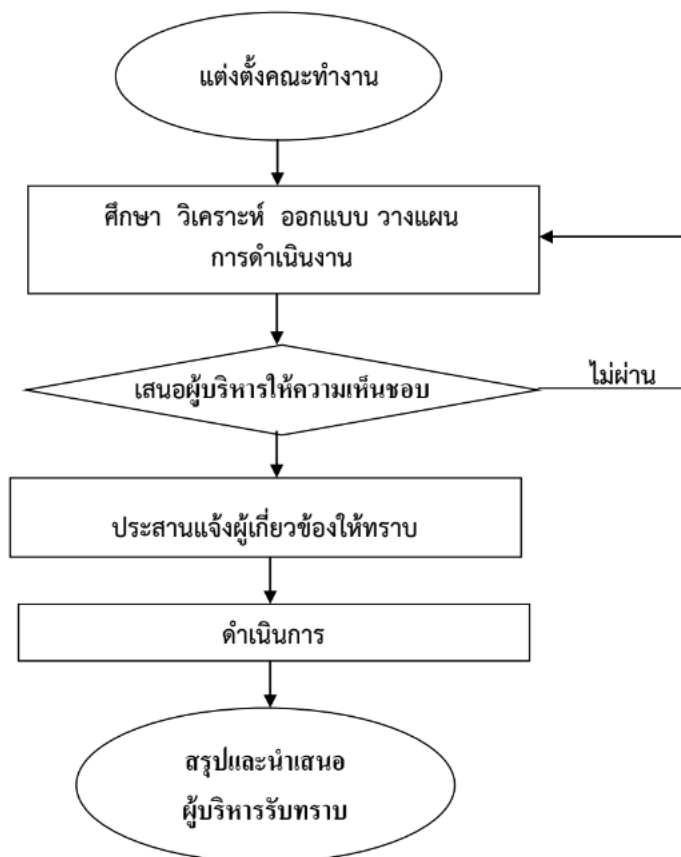 แต่งตั้งคณะทำงาน
ศึกษา วิเคราะห์ ออกแบบ วางแผน
การดำเนินงาน
เสนอผู้บริหารให้ความเห็นชอบ
ไม่ผ่าน
ประสานแจ้งผู้เกี่ยวข้องให้ทราบ
ดำเนินการ
สรุปและนำเสนอ
ผู้บริหารรับทราบ